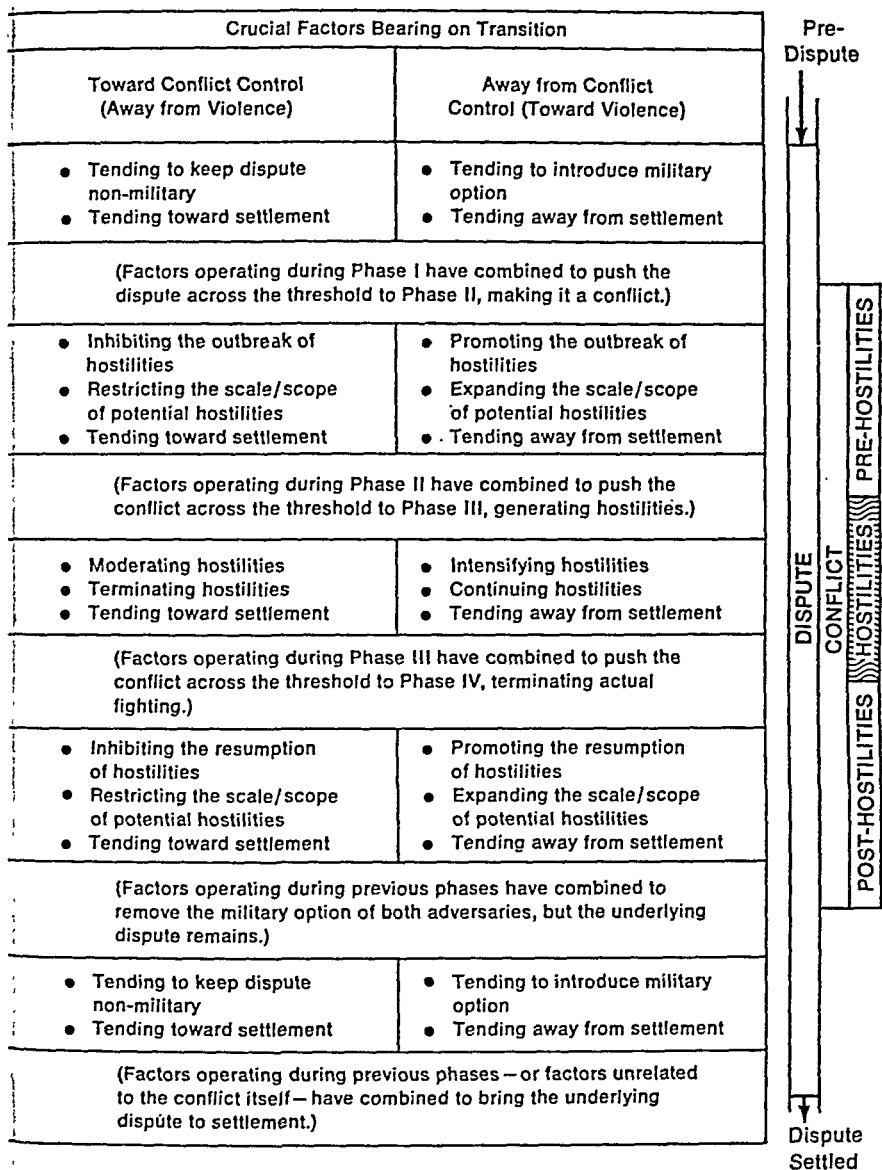 Crucial Factors Bearing on Transition
Toward Conflict Control
(Away from Violence)
Away from Conflict
Control (Toward Violence)
• Tending to keep dispute
non-military
• Tending toward settlement
• Tending to introduce military
option
• Tending away from settlement
(Factors operating during Phase I have combined to push the
dispute across the threshold to Phase II, making it a conflict.)
• Inhibiting the outbreak of
hostilities
• Restricting the scale/scope
of potential hostilities
• Tending toward settlement
• Promoting the outbreak of
hostilities
• Expanding the scale/scope
of potential hostilities
• Tending away from settlement
(Factors operating during Phase II have combined to push the
conflict across the threshold to Phase III, generating hostilities.)
• Moderating hostilities
• Terminating hostilities
• Tending toward settlement
• Intensifying hostilities
• Continuing hostilities
• Tending away from settlement
(Factors operating during Phase III have combined to push the
conflict across the threshold to Phase IV, terminating actual
fighting.)
• Inhibiting the resumption
of hostilities
• Restricting the scale/scope
of potential hostilities
• Tending toward settlement
• Promoting the resumption
of hostilities
• Expanding the scale/scope
of potential hostilities
• Tending away from settlement
(Factors operating during previous phases have combined to
remove the military option of both adversaries, but the underlying
dispute remains.)
• Tending to keep dispute
non-military
• Tending toward settlement
• Tending to introduce military
option
• Tending away from settlement
(Factors operating during previous phases—or factors unrelated
to the conflict itself—have combined to bring the underlying
dispute to settlement.)
Pre-
Dispute
DISPUTE
CONFLICT
PRE-HOSTILITIES
HOSTILITIES
POST-HOSTILITIES
Dispute
Settled